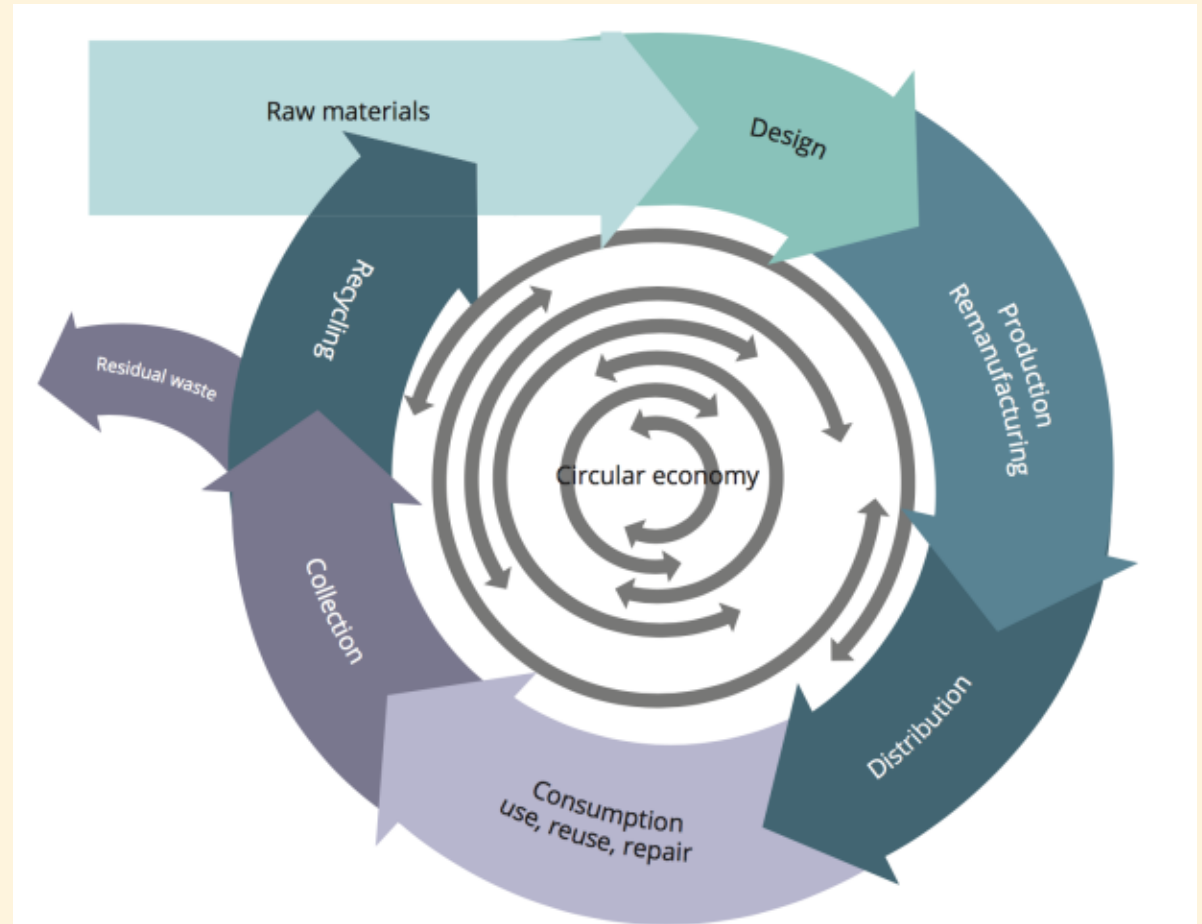 Raw materials
Design
Production
Remanufacturing
Distribution
Consumption
use, reuse, repair
Collection
Recycling
Residual waste
Circular economy